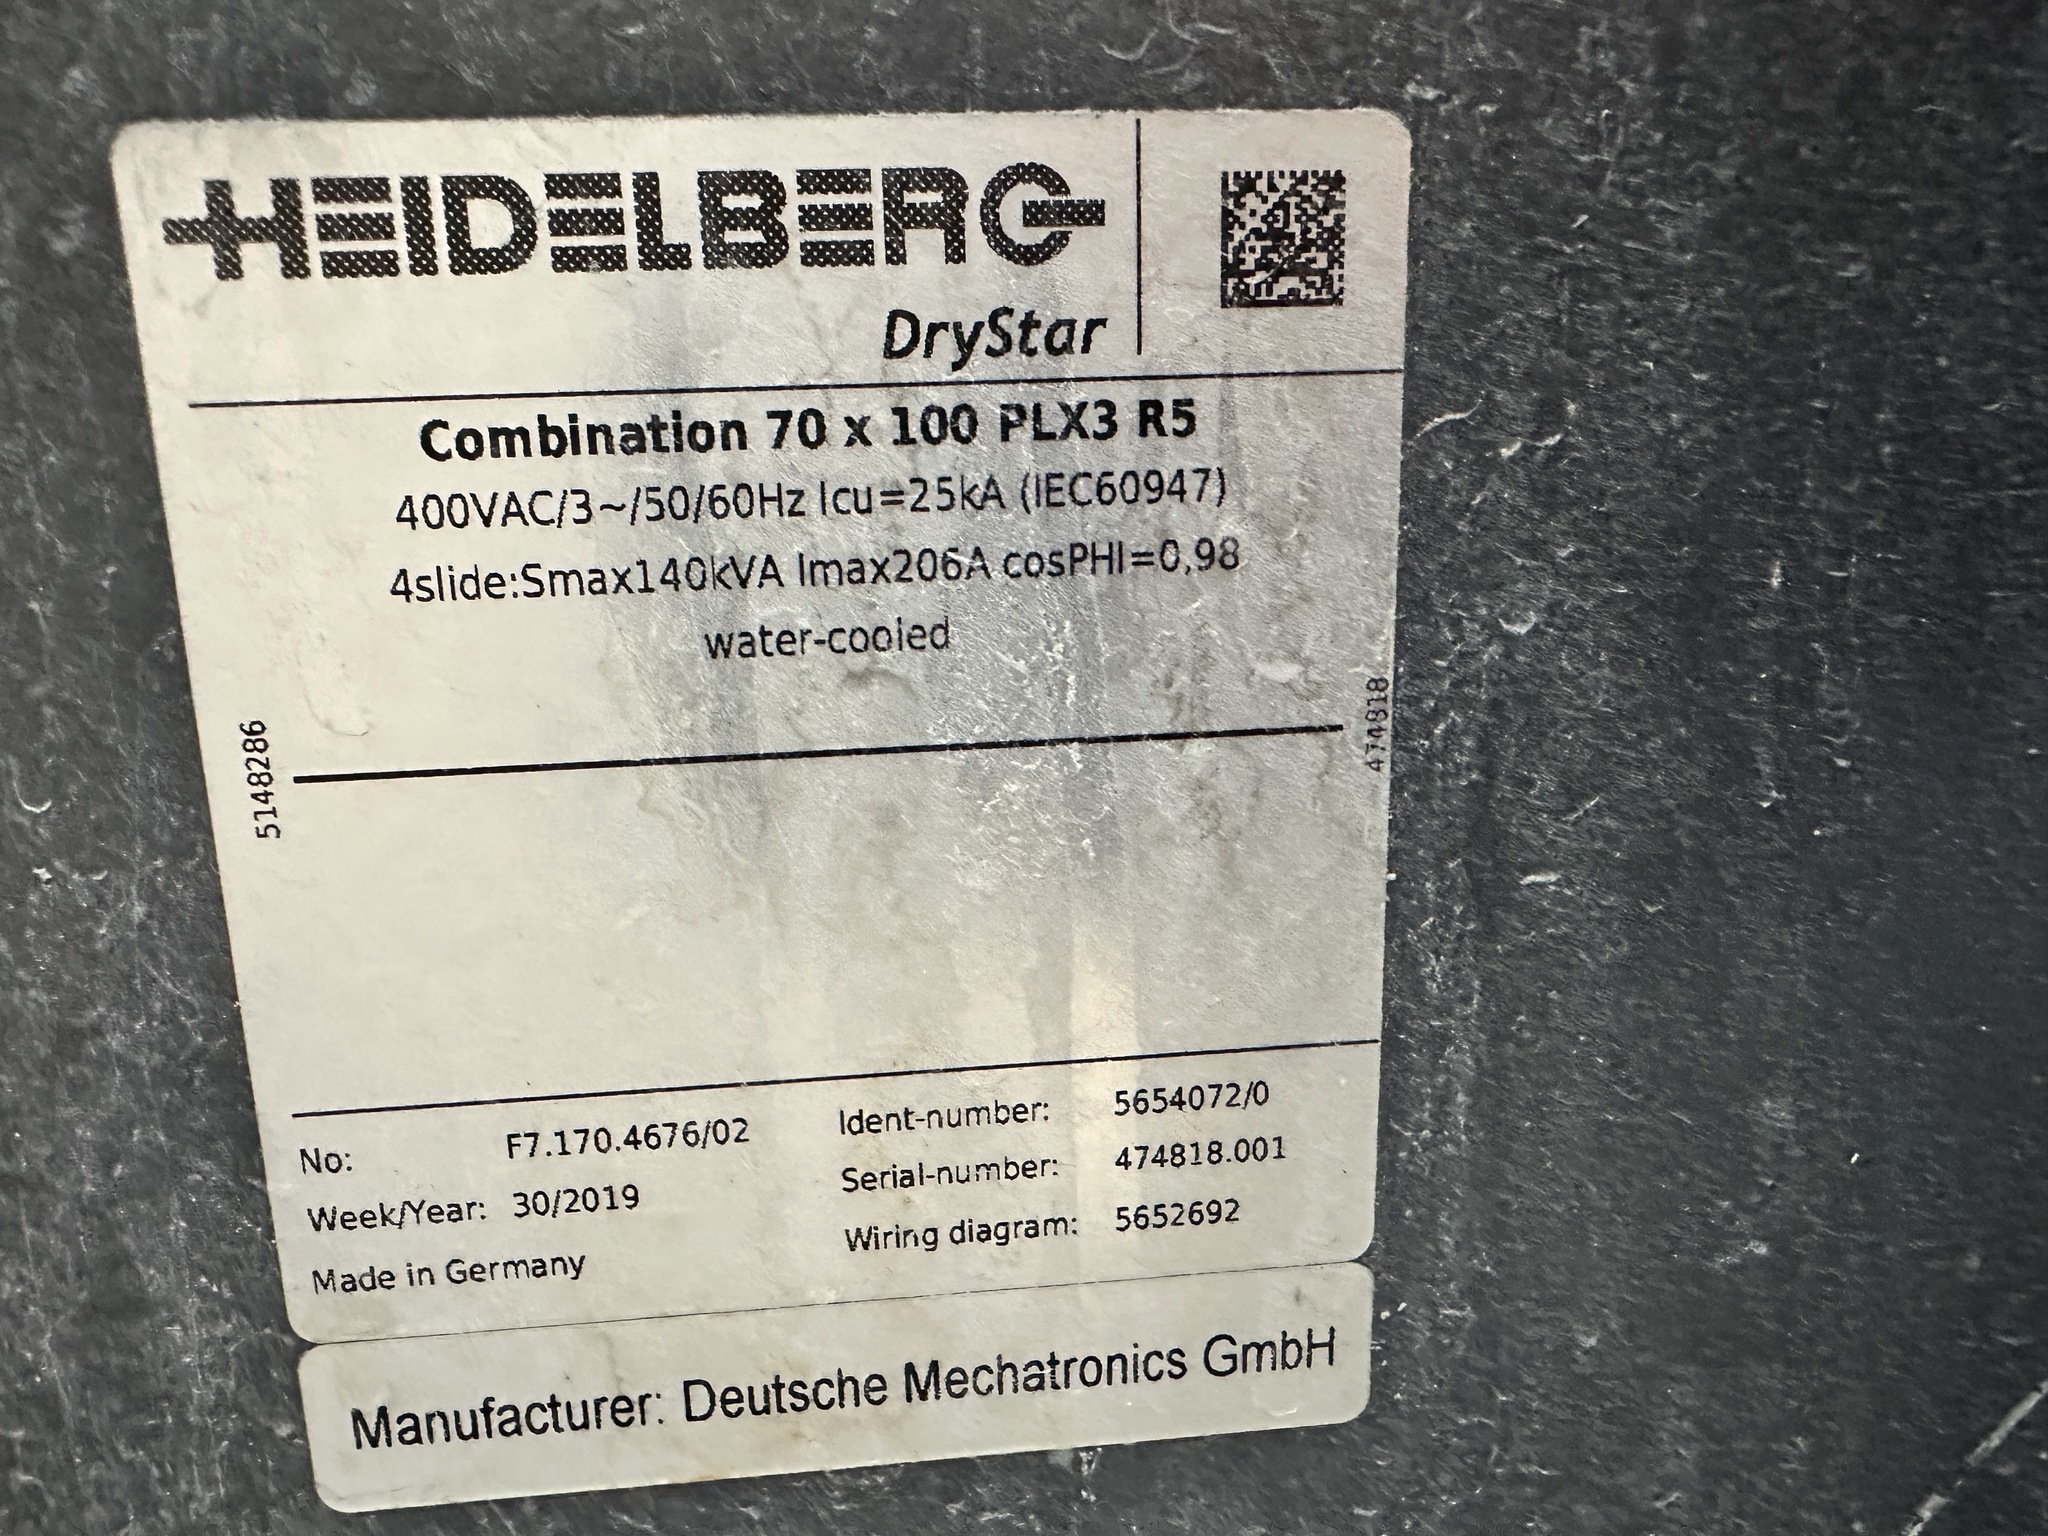 HEIDELBERG
DryStar
Combination 70 x 100 PLX3 R5
400VAC/3~/50/60Hz Icu=25kA (IEC60947)
4slide:Smax140kVA Imax206A cosPHI=0,98
water-cooled
5148286
474818
No: F7.170.4676/02 Ident-number: 5654072/0
Week/Year: 30/2019 Serial-number: 474818.001
Made in Germany Wiring diagram: 5652692
Manufacturer: Deutsche Mechatronics GmbH